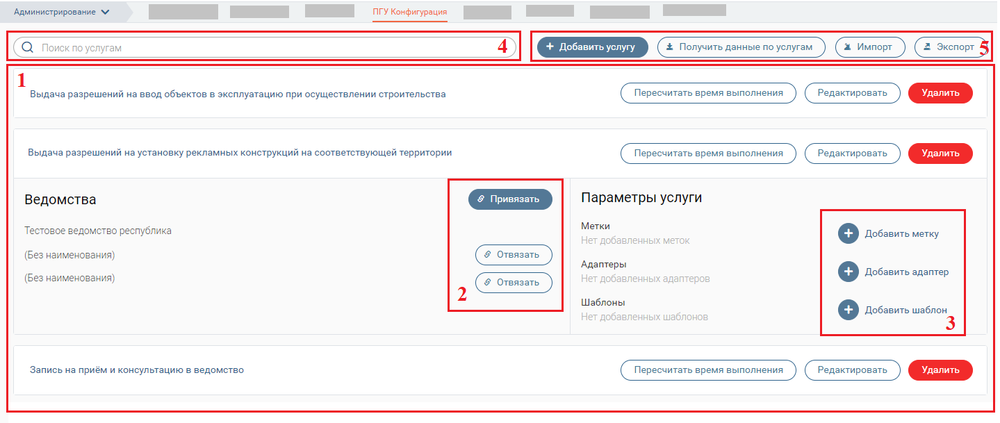 Администрирование ПГУ Конфигурация
Поиск по услугам 4 Добавить услугу Получить данные по услугам Импорт Экспорт 5
1
Выдача разрешений на ввод объектов в эксплуатацию при осуществлении строительства Пересчитать время выполнения Редактировать Удалить
Выдача разрешений на установку рекламных конструкций на соответствующей территории Пересчитать время выполнения Редактировать Удалить
Ведомства Привязать
Тестовое ведомство республика
(Без наименования) Отвязать
(Без наименования) Отвязать
2
Параметры услуги
Метки
Нет добавленных меток
Добавить метку
Адаптеры
Нет добавленных адаптеров
Добавить адаптер
Шаблоны
Нет добавленных шаблонов
Добавить шаблон
3
Запись на приём и консультацию в ведомство Пересчитать время выполнения Редактировать Удалить